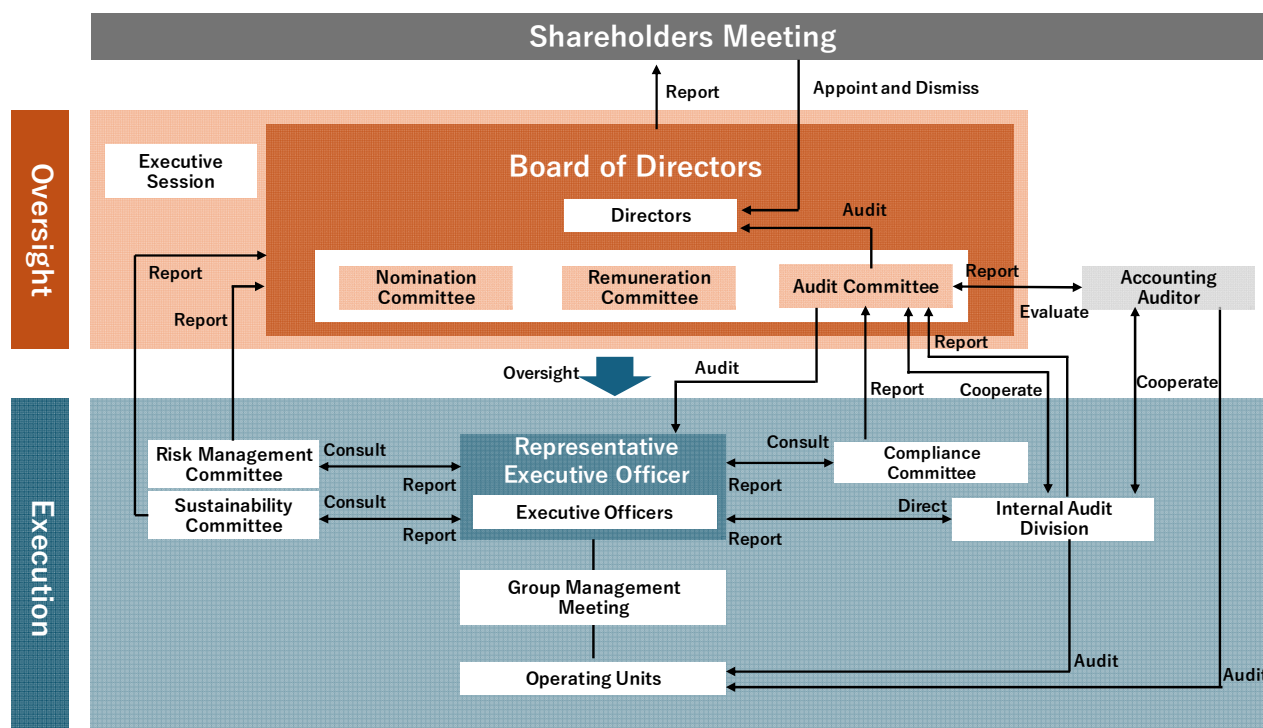 Shareholders Meeting
Report
Appoint and Dismiss
Oversight
Executive
Session
Board of Directors
Directors
Audit
Report
Report
Nomination
Committee
Remuneration
Committee
Audit Committee
Report
Evaluate
Accounting
Auditor
Oversight
Audit
Report
Report
Cooperate
Cooperate
Execution
Risk Management
Committee
Consult
Report
Sustainability
Committee
Consult
Report
Representative
Executive Officer
Executive Officers
Consult
Report
Compliance
Committee
Direct
Report
Internal Audit
Division
Group Management
Meeting
Operating Units
Audit
Audit